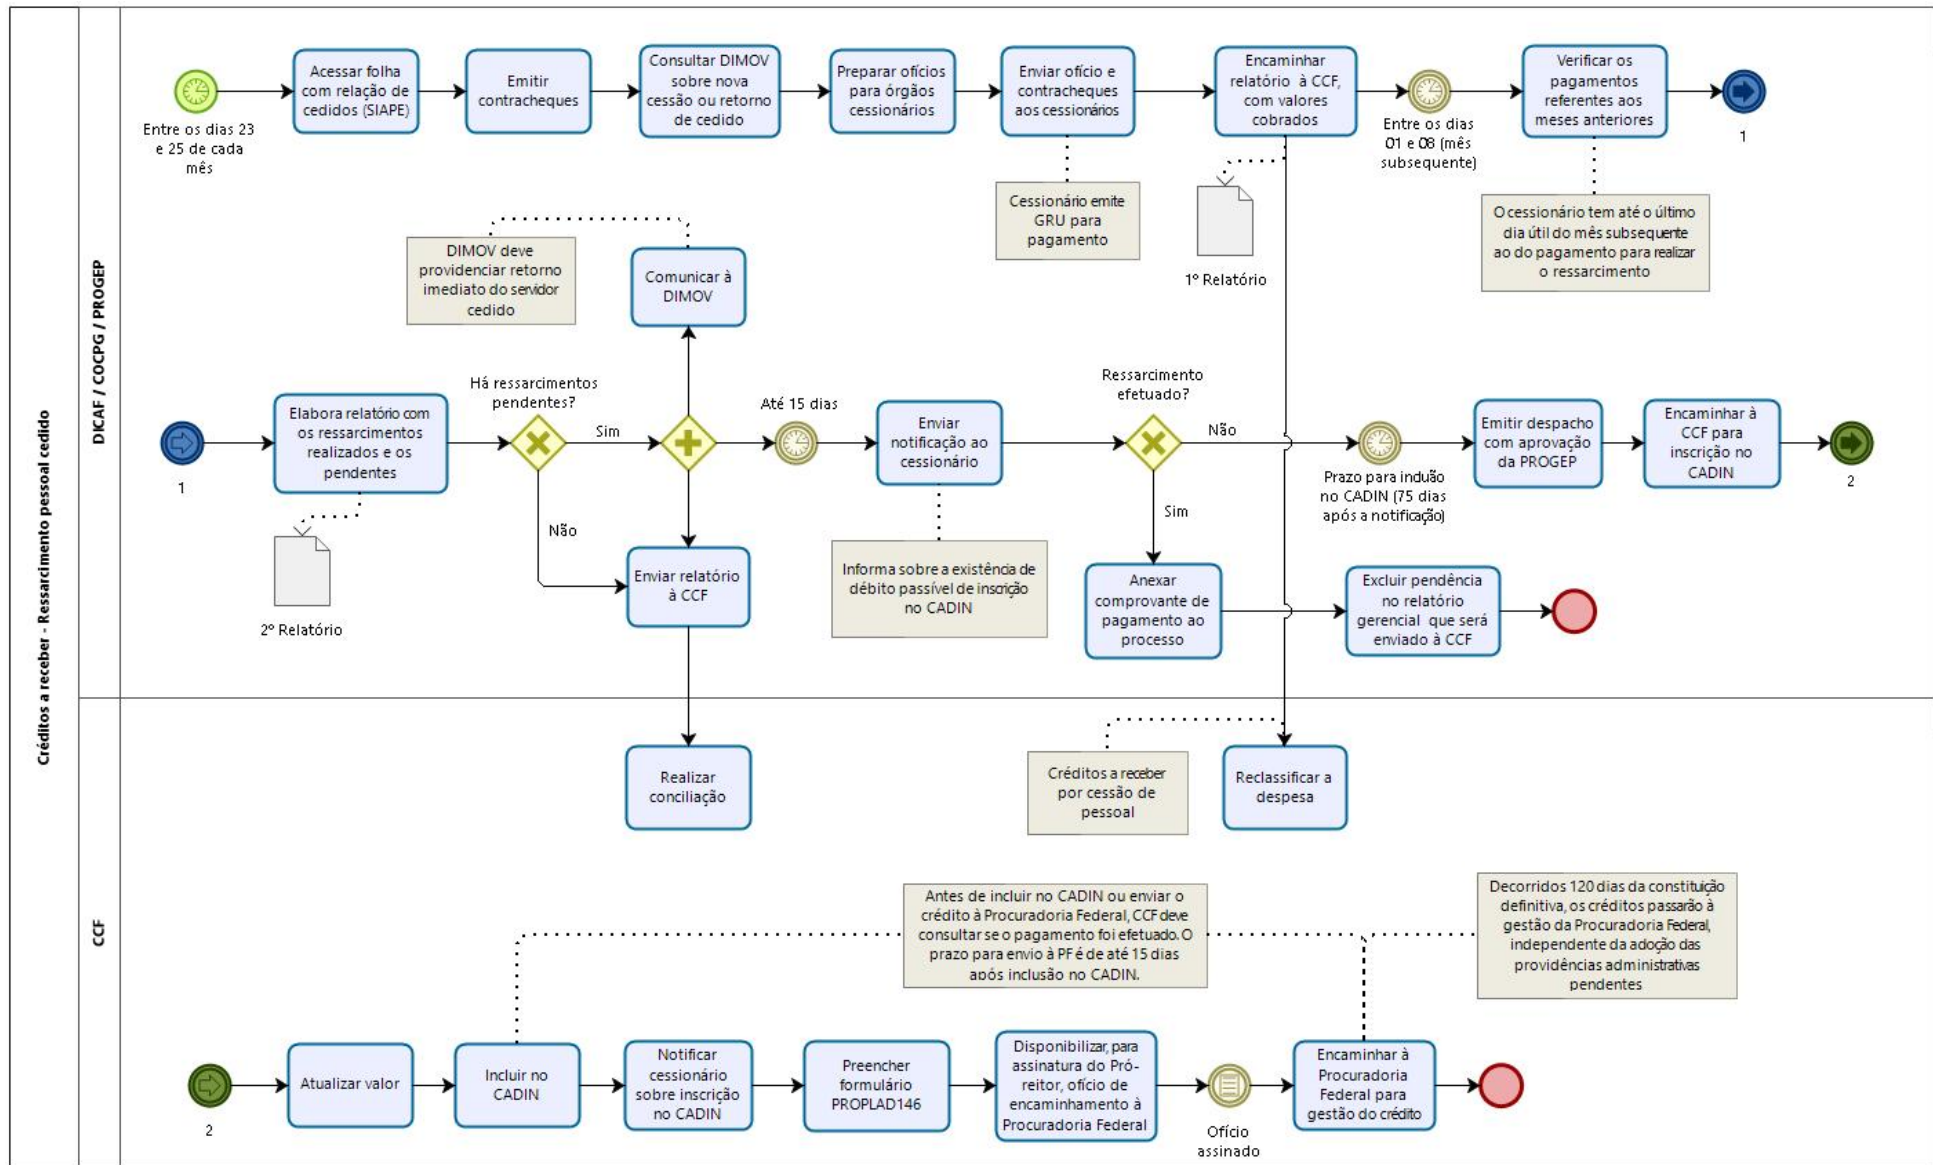 Créditos a receber - Ressarcimento pessoal cedido
DICAF / COCPG / PROGEP
Entre os dias 23
e 25 de cada
mês
Acessar folha
com relação de
cedidos (SIAPE)
Emitir
contracheques
Consultar DIMOV
sobre nova
cessão ou retorno
de cedido
Preparar ofícios
para órgãos
cessionários
Enviar ofício e
contracheques
aos cessionários
Encaminhar
relatório à CCF,
com valores
cobrados
Entre os dias
01 e 08 (mês
subsequente)
Verificar os
pagamentos
referentes aos
meses anteriores
1
Cessionário emite
GRU para
pagamento
1º Relatório
O cessionário tem até o último
dia útil do mês subsequente
ao do pagamento para realizar
o ressarcimento
DIMOV deve
providenciar retorno
imediato do servidor
cedido
Comunicar à
DIMOV
1
Elabora relatório com
os ressarcimentos
realizados e os
pendentes
2º Relatório
Há ressarcimentos
pendentes?
Sim
Não
Até 15 dias
Enviar
notificação ao
cessionário
Informa sobre a existência de
débito passível de inscrição
no CADIN
Enviar relatório
à CCF
Ressarcimento
efetuado?
Não
Sim
Prazo para induão
no CADIN (75 dias
após a notificação)
Emitir despacho
com aprovação
da PROGEP
Encaminhar à
CCF para
inscrição no
CADIN
2
Anexar
comprovante de
pagamento ao
processo
Excluir pendência
no relatório
gerencial que será
enviado à CCF
CCF
Realizar
conciliação
Créditos a receber
por cessão de
pessoal
Reclassificar a
despesa
Antes de incluir no CADIN ou enviar o
crédito à Procuradoria Federal, CCF deve
consultar se o pagamento foi efetuado. O
prazo para envio à PF é de até 15 dias
após inclusão no CADIN.
Decorridos 120 dias da constituição
definitiva, os créditos passarão à
gestão da Procuradoria Federal,
independente da adoção das
providências administrativas
pendentes
2
Atualizar valor
Incluir no
CADIN
Notificar
cessionário
sobre inscrição
no CADIN
Preencher
formulário
PROPLAD146
Disponibilizar, para
assinatura do Pró-
reitor, ofício de
encaminhamento à
Procuradoria Federal
Ofício
assinado
Encaminhar à
Procuradoria
Federal para
gestão do crédito